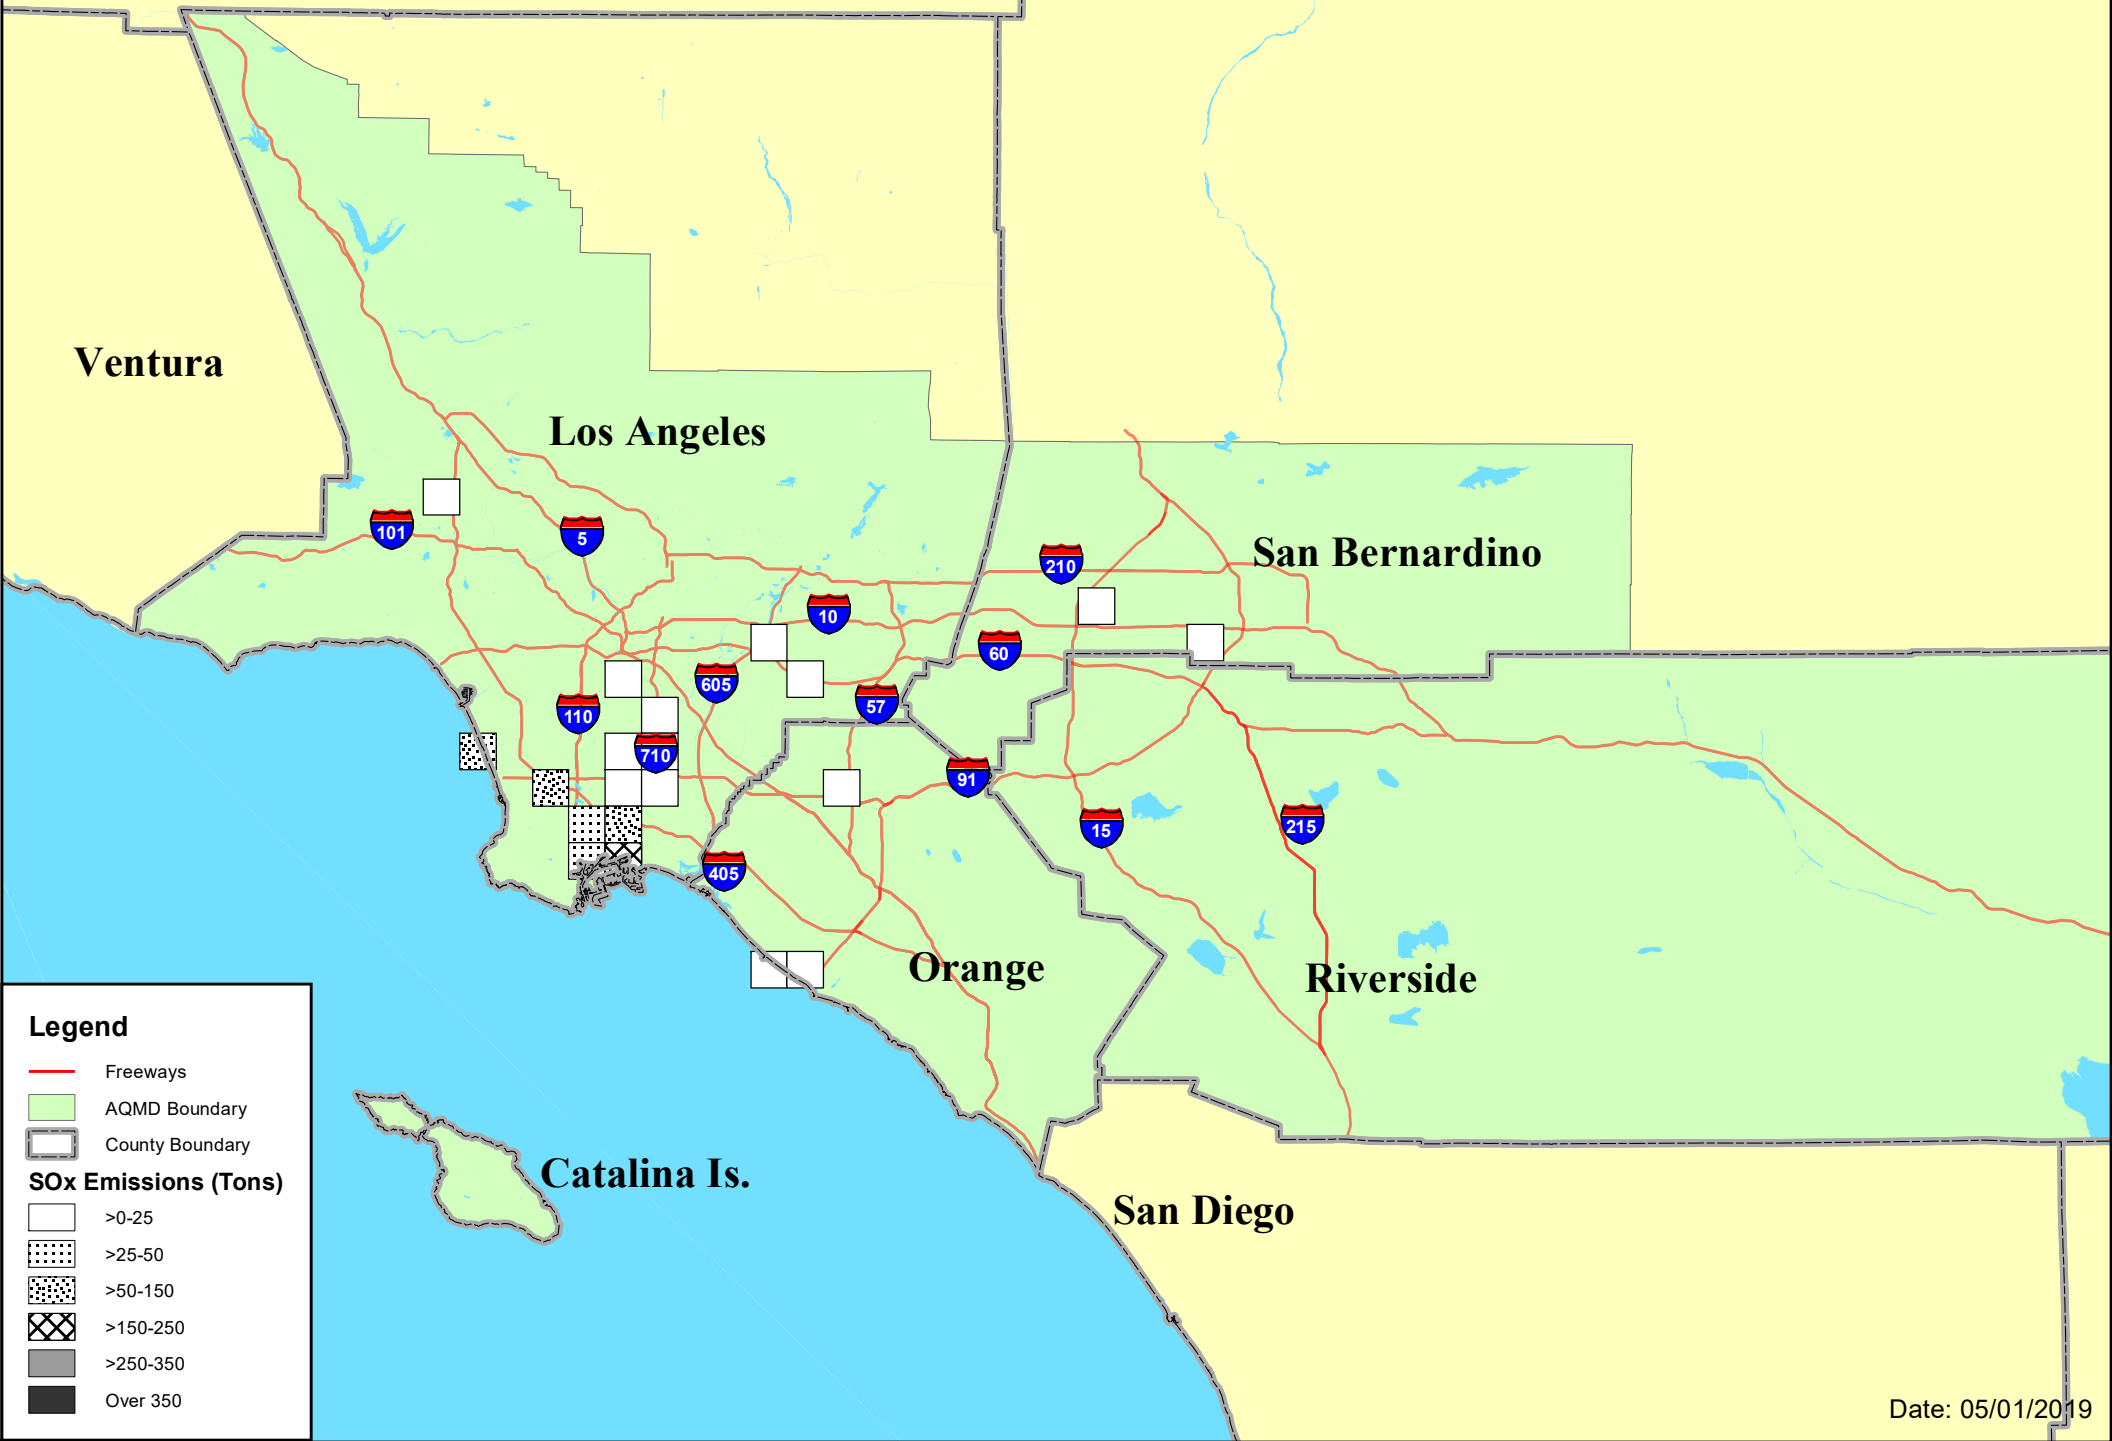 Ventura
Los Angeles
101
5
210
San Bernardino
10
60
605
57
110
710
91
15
215
405
Orange
Riverside
Legend
Freeways
AQMD Boundary
County Boundary
SOx Emissions (Tons)
>0-25
>25-50
>50-150
>150-250
>250-350
Over 350
Catalina Is.
San Diego
Date: 05/01/2019